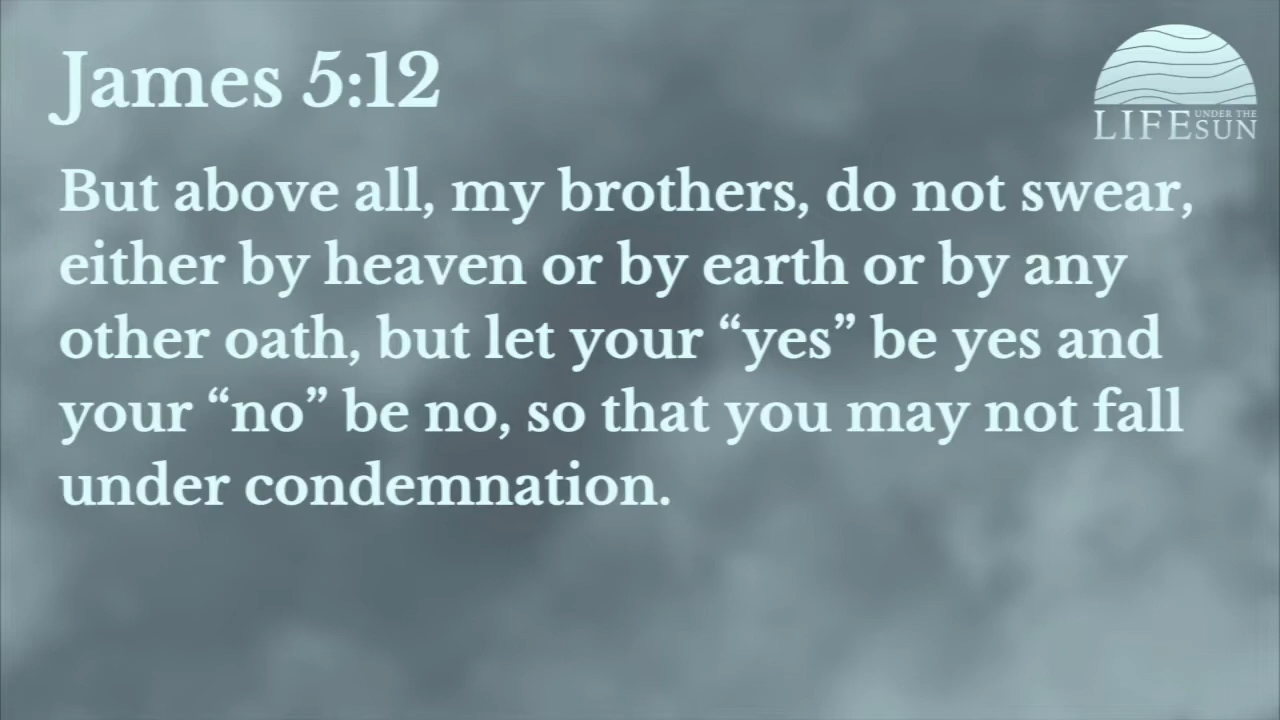 James 5:12
LIFE UNDER THE SUN
But above all, my brothers, do not swear,
either by heaven or by earth or by any
other oath, but let your “yes” be yes and
your “no” be no, so that you may not fall
under condemnation.